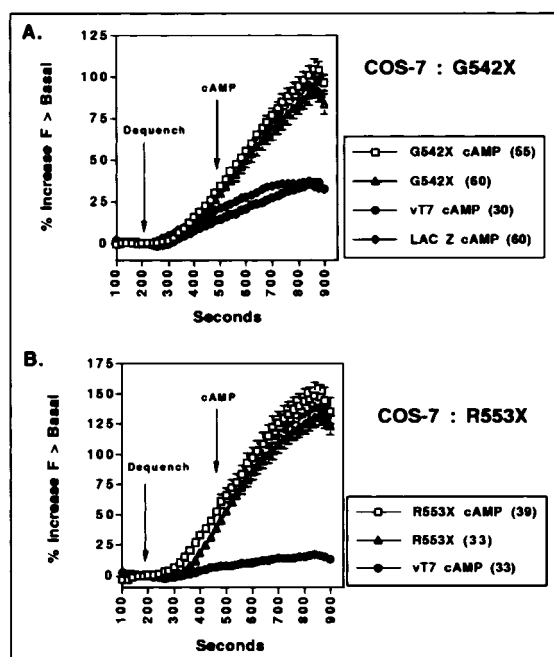 A.
COS-7 : G542X
% Increase F > Basal
125
100
75
50
25
0
Dequench
cAMP
100 200 300 400 500 600 700 800 900
Seconds
G542X cAMP (55)
G542X (60)
vT7 cAMP (30)
LAC Z cAMP (60)
B.
COS-7 : R553X
% Increase F > Basal
175
150
125
100
75
50
25
0
Dequench
cAMP
100 200 300 400 500 600 700 800 900
Seconds
R553X cAMP (39)
R553X (33)
vT7 cAMP (33)